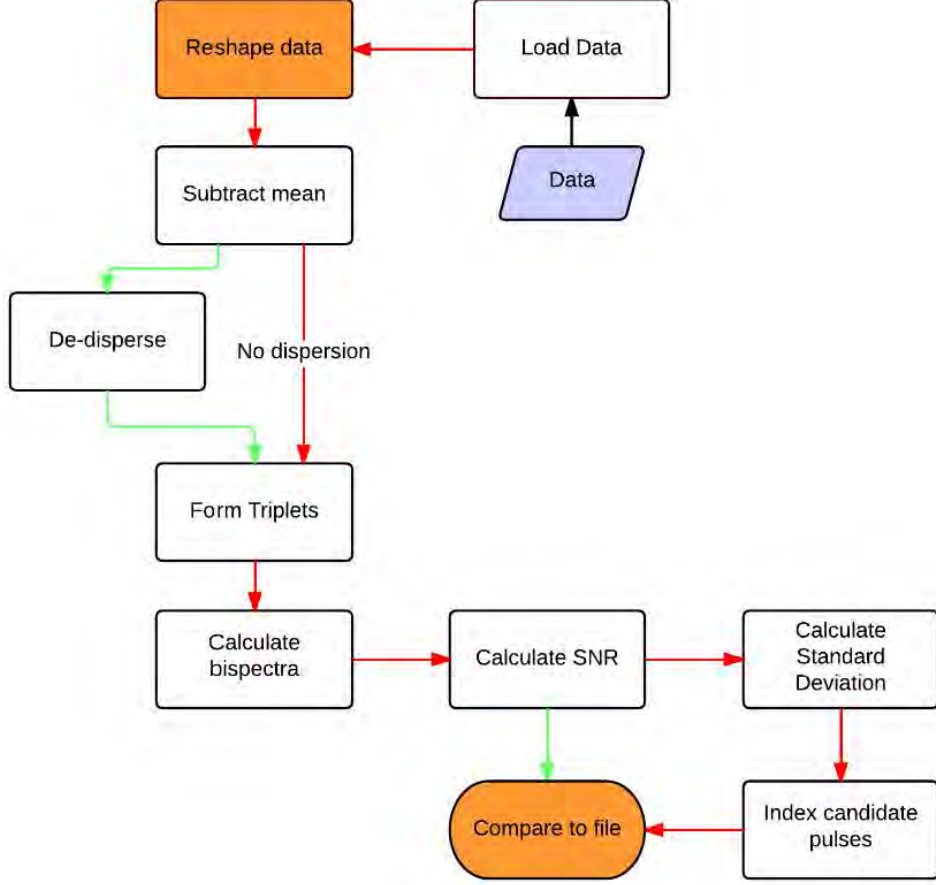 Reshape data
Load Data
Subtract mean
Data
De-disperse
No dispersion
Form Triplets
Calculate
bispectra
Calculate SNR
Calculate
Standard
Deviation
Compare to file
Index candidate
pulses